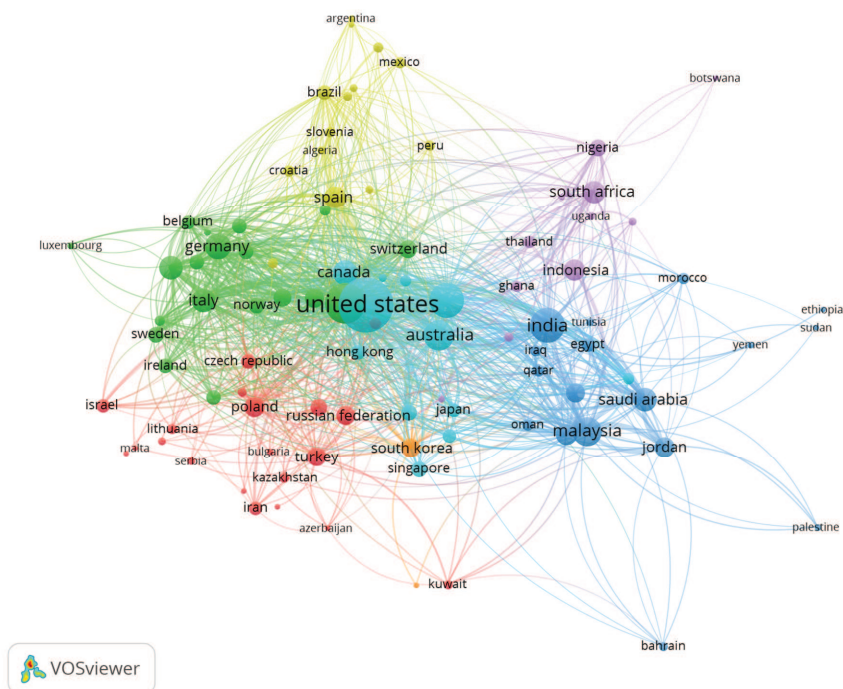 argentina
mexico
botswana
brazil
slovenia
algeria
peru
nigeria
croatia
spain
south africa
belgium
uganda
luxembourg
germany
switzerland
thailand
canada
indonesia
morocco
ghana
italy
norway
united states
ethiopia
india
tunisia
sudan
sweden
australia
egypt
yemen
hong kong
iraq
czech republic
ireland
qatar
israel
poland
russian federation
japan
saudi arabia
lithuania
oman
malaysia
malta
bulgaria
south korea
jordan
serbia
turkey
singapore
kazakhstan
iran
azerbaijan
palestine
kuwait
bahrain
VOSviewer